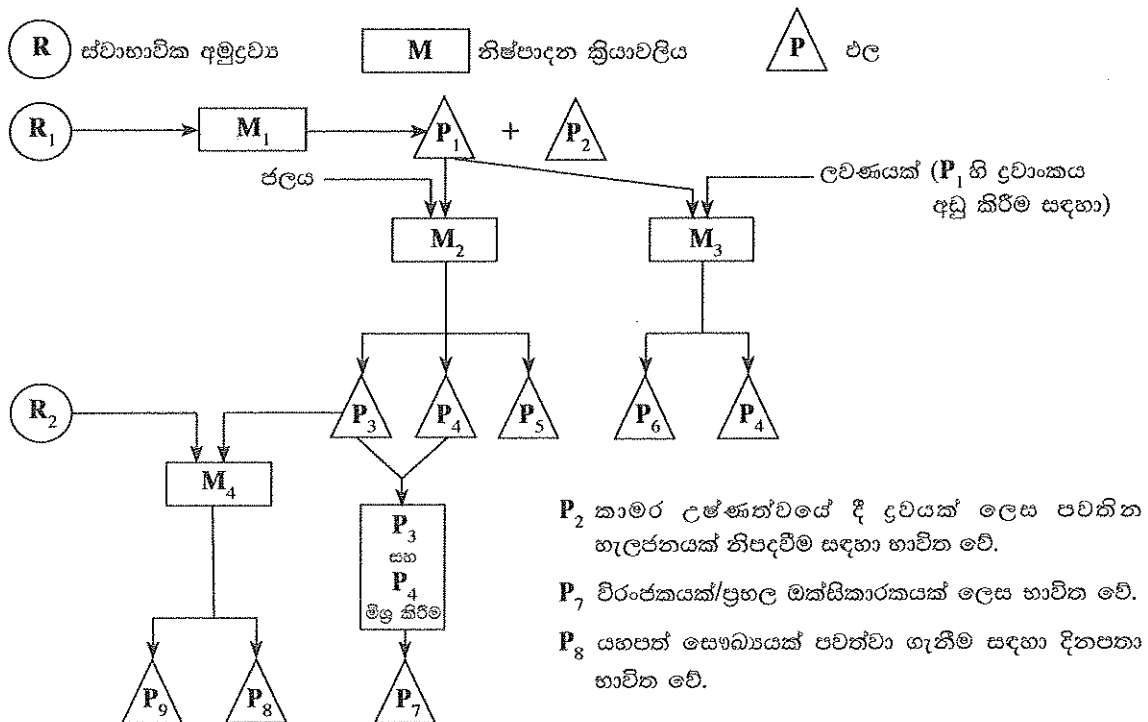 R ස්වාභාවික අමුද්‍රව්‍ය M නිෂ්පාදන ක්‍රියාවලිය P ඵල
R₁ M₁ P₁ + P₂
ජලය
ලවණයක් (P₁ හි ද්‍රවාංකය
අඩු කිරීම සඳහා)
M₂ M₃
R₂ P₃ P₄ P₅ P₆ P₄
M₄
P₃
සහ
P₄
මිශ්‍ර කිරීම
P₉ P₈ P₇
P₂ කාමර උෂ්ණත්වයේ දී ද්‍රවයක් ලෙස පවතින
හැලජනයක් නිපදවීම සඳහා භාවිත වේ.
P₇ විරංජකයක්/ප්‍රභල ඔක්සිකාරකයක් ලෙස භාවිත වේ.
P₈ යහපත් සෞඛ්‍යයක් පවත්වා ගැනීම සඳහා දිනපතා
භාවිත වේ.